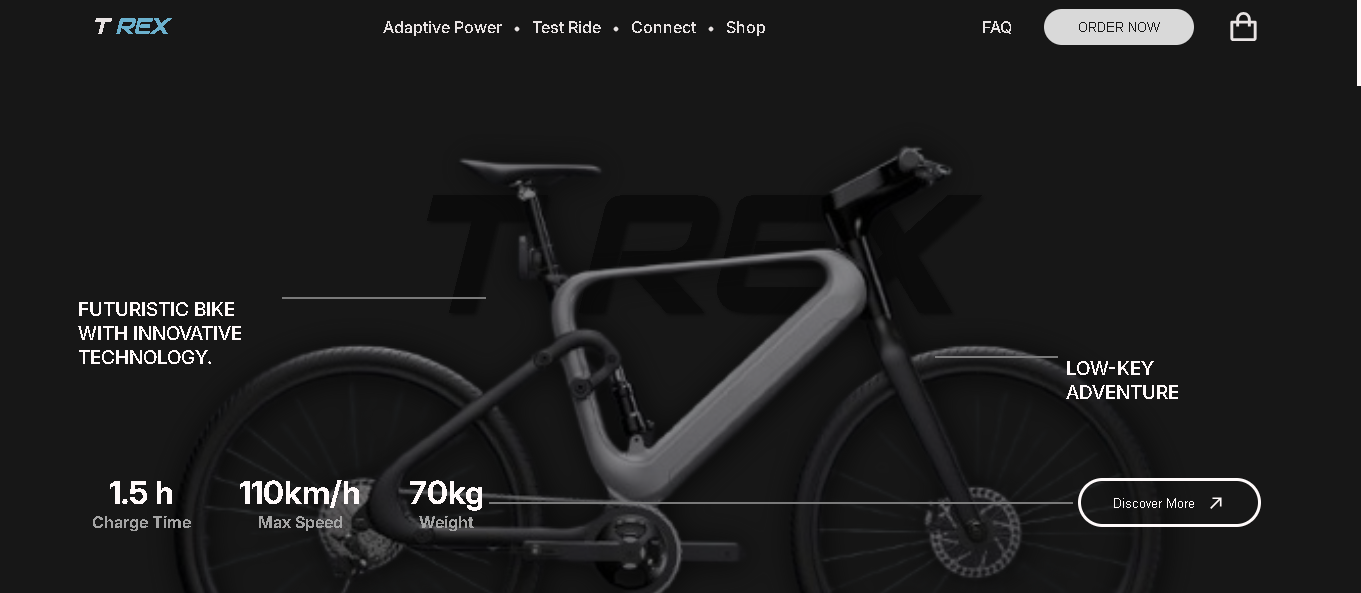 T REX
Adaptive Power • Test Ride • Connect • Shop
FAQ
ORDER NOW
T REX
FUTURISTIC BIKE
WITH INNOVATIVE
TECHNOLOGY.
LOW-KEY
ADVENTURE
1.5 h
Charge Time
110km/h
Max Speed
70kg
Weight
Discover More